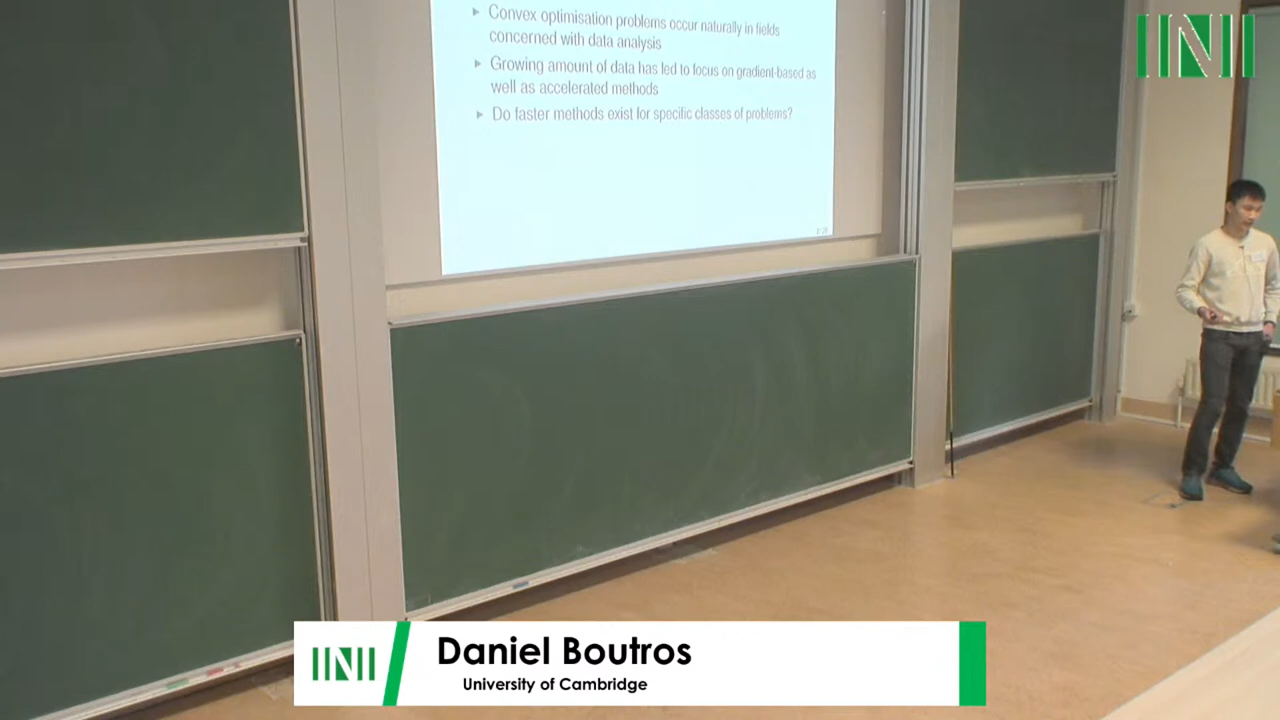 ► Convex optimisation problems occur naturally in fields
concerned with data analysis
► Growing amount of data has led to focus on gradient-based as
well as accelerated methods
► Do faster methods exist for specific classes of problems?
INI
INI
Daniel Boutros
University of Cambridge